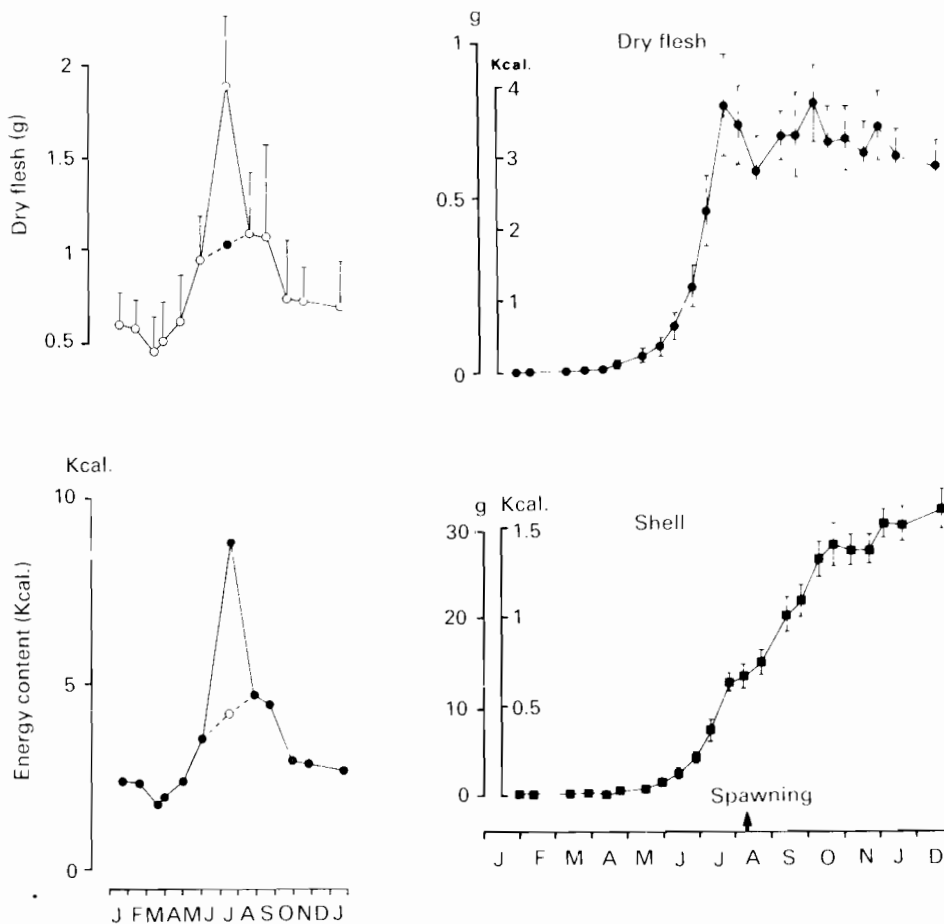 2
1.5
1
0.5
Dry flesh (g)
g
Dry flesh
1
0.5
0
Kcal.
4
3
2
1
Kcal.
10
5
0
Energy content (Kcal.)
J F M A M J J A S O N D J
g Kcal.
Shell
30
20
10
0
1.5
1
0.5
Spawning
J F M A M J J A S O N J D